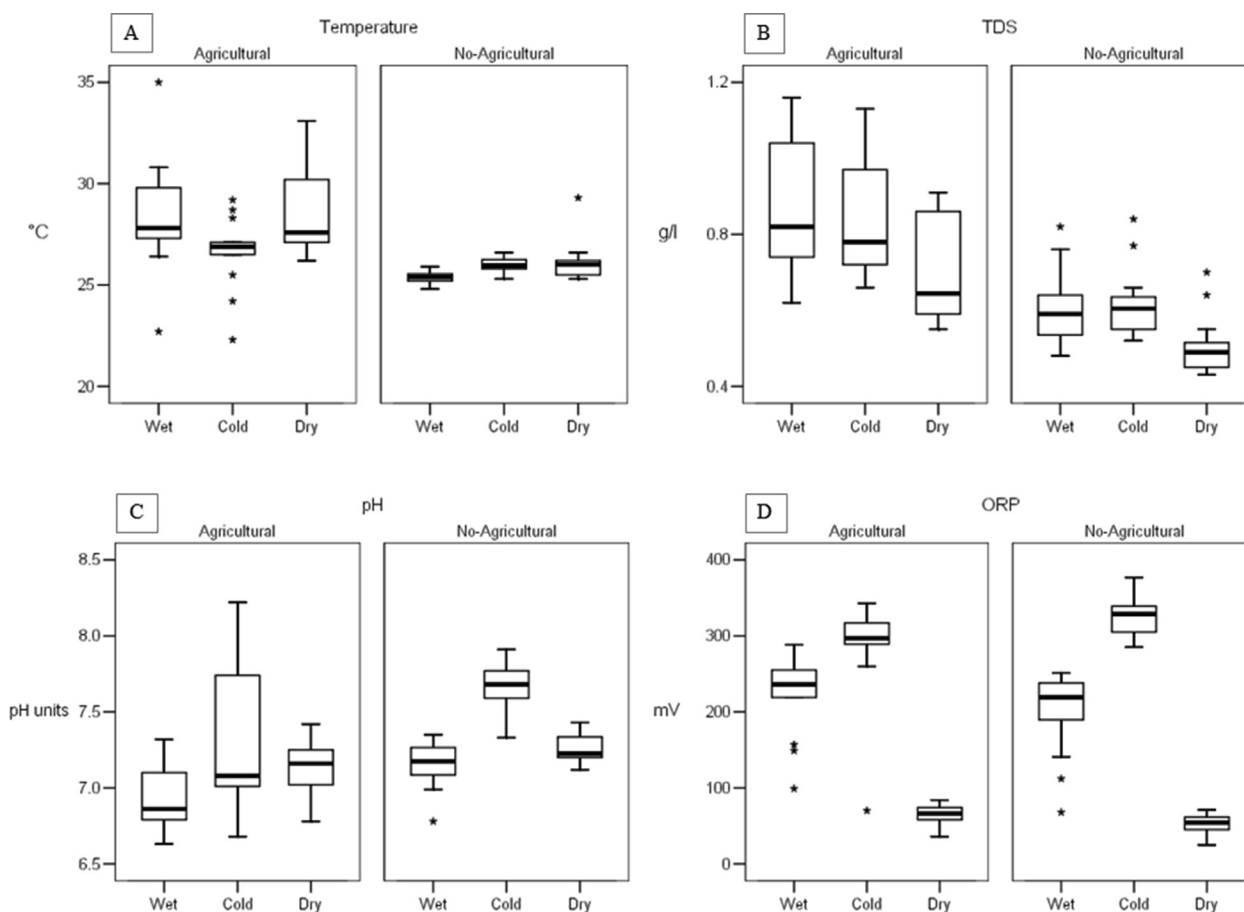 A
Temperature
Agricultural
No-Agricultural
35
30
°C
25
20
Wet Cold Dry
Wet Cold Dry
B
TDS
Agricultural
No-Agricultural
1.2
0.8
g/l
0.4
Wet Cold Dry
Wet Cold Dry
C
pH
Agricultural
No-Agricultural
8.5
8.0
7.5
pH units
7.0
6.5
Wet Cold Dry
Wet Cold Dry
D
ORP
Agricultural
No-Agricultural
400
300
mV
200
100
0
Wet Cold Dry
Wet Cold Dry